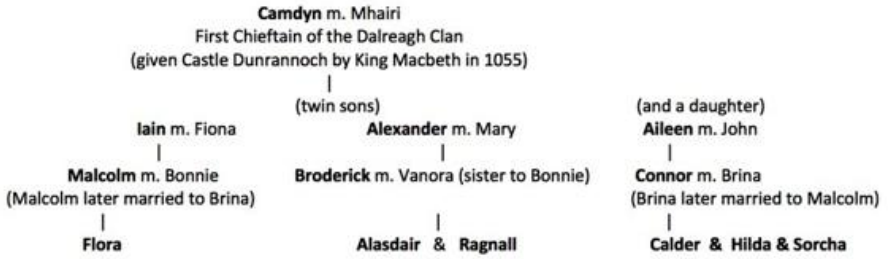 Camdyn m. Mhairi
First Chieftain of the Dalreagh Clan
(given Castle Dunrannoch by King Macbeth in 1055)
(twin sons) (and a daughter)
Iain m. Fiona Alexander m. Mary Aileen m. John
Malcolm m. Bonnie Broderick m. Vanora (sister to Bonnie) Connor m. Brina
(Malcolm later married to Brina) (Brina later married to Malcolm)
Flora Alasdair & Ragnall Calder & Hilda & Sorcha